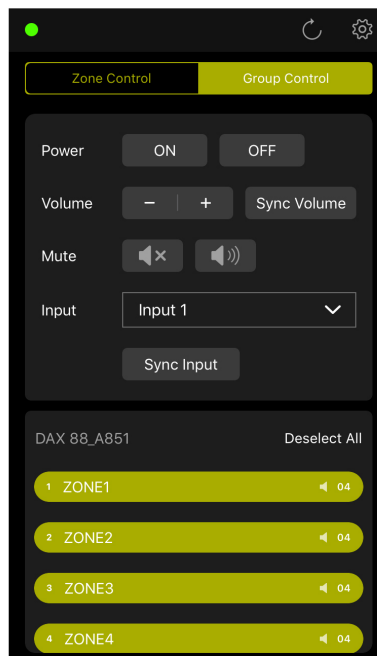 Zone Control Group Control
Power ON OFF
Volume − + Sync Volume
Mute
Input Input 1
Sync Input
DAX 88_A851 Deselect All
1 ZONE1 04
2 ZONE2 04
3 ZONE3 04
4 ZONE4 04